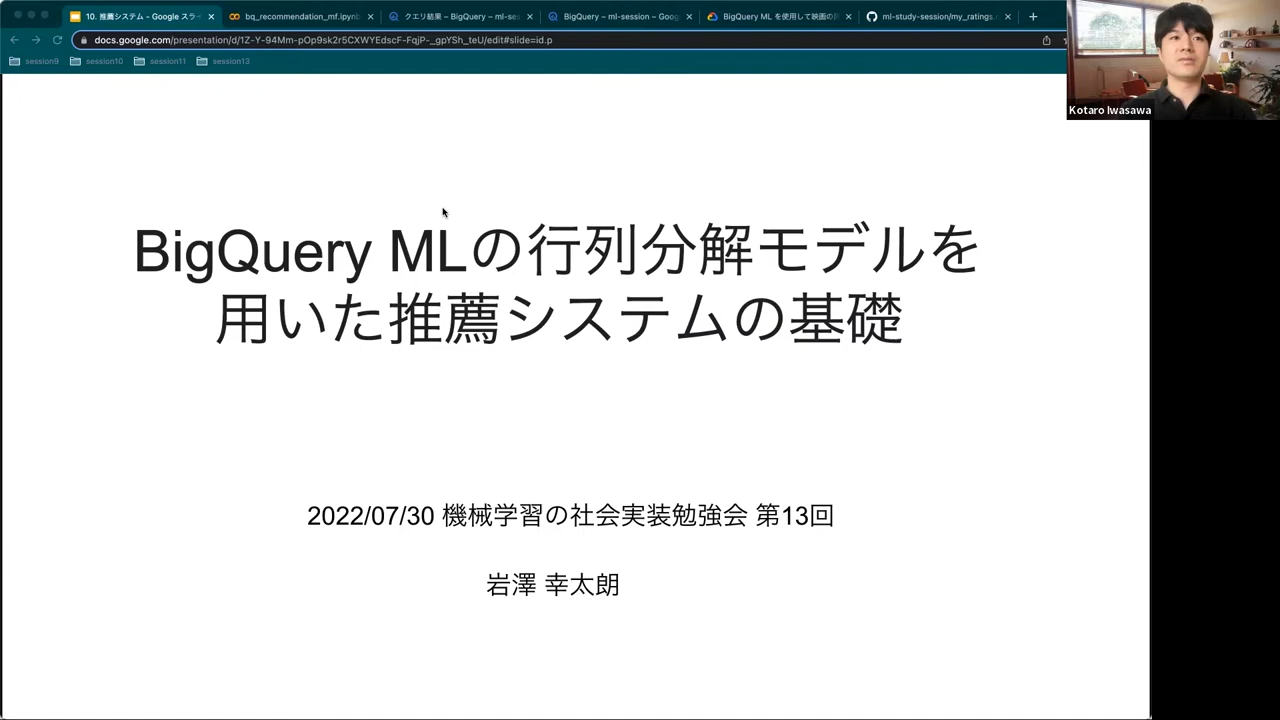 10. 推薦システム - Google スライ
bq_recommendation_mf.ipynb
クエリ結果 – BigQuery – ml-ses
BigQuery – ml-session – Goog
BigQuery ML を使用して映画の評
ml-study-session/my_ratings.
docs.google.com/presentation/d/1Z-Y-94Mm-pOp9sk2r5CXWYEdscF-FqjP-_gpYSh_teU/edit#slide=id.p
session9
session10
session11
session13
Kotaro Iwasawa
BigQuery MLの行列分解モデルを
用いた推薦システムの基礎
2022/07/30 機械学習の社会実装勉強会 第13回
岩澤 幸太朗